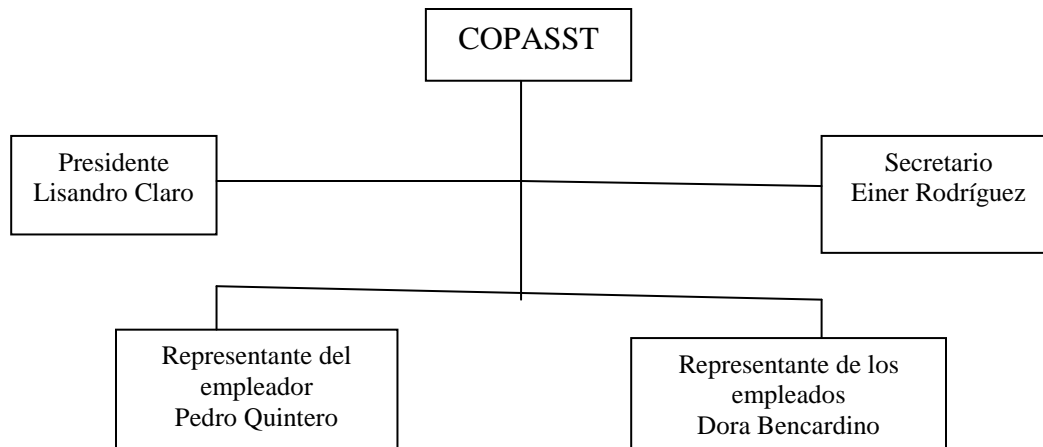 COPASST
Presidente
Lisandro Claro
Secretario
Einer Rodríguez
Representante del
empleador
Pedro Quintero
Representante de los
empleados
Dora Bencardino